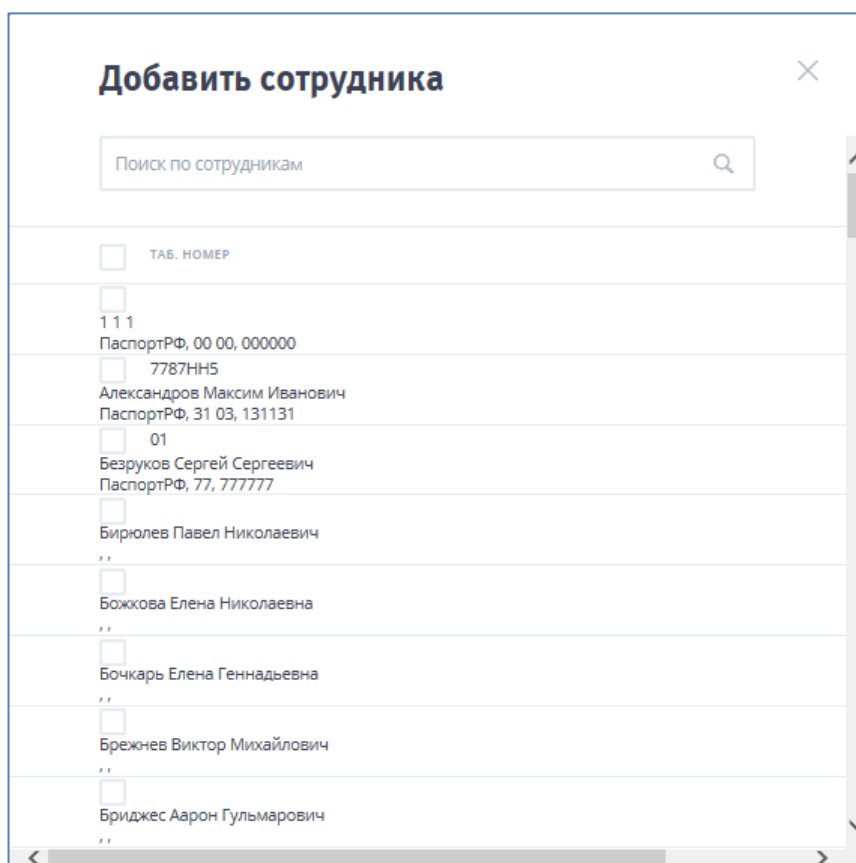 Добавить сотрудника
Поиск по сотрудникам
ТАБ. НОМЕР
1 1 1
ПаспортРФ, 00 00, 000000
7787НН5
Александров Максим Иванович
ПаспортРФ, 31 03, 131131
01
Безруков Сергей Сергеевич
ПаспортРФ, 77, 777777
Бирюлев Павел Николаевич
, ,
Божкова Елена Николаевна
, ,
Бочкарь Елена Геннадьевна
, ,
Брежнев Виктор Михайлович
, ,
Бриджес Аарон Гульмарович
, ,